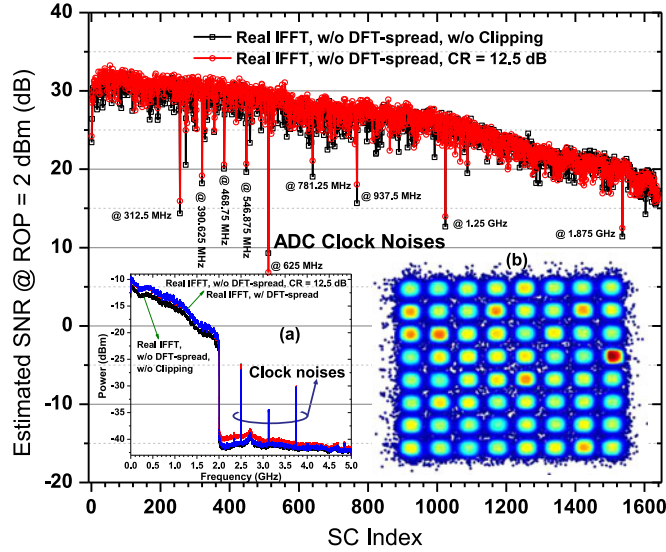 Real IFFT, w/o DFT-spread, w/o Clipping
Real IFFT, w/o DFT-spread, CR = 12.5 dB
Estimated SNR @ ROP = 2 dBm (dB)
40
35
30
25
20
15
10
5
0
-5
-10
-15
-20
@ 312.5 MHz
@ 390.625 MHz
@ 468.75 MHz
@ 546.875 MHz
@ 625 MHz
@ 781.25 MHz
@ 937.5 MHz
@ 1.25 GHz
@ 1.875 GHz
ADC Clock Noises
(a)
Real IFFT, w/o DFT-spread, CR = 12.5 dB
Real IFFT, w/ DFT-spread
Real IFFT,
w/o DFT-spread,
w/o Clipping
Clock noises
Power (dBm)
-10
-15
-20
-25
-30
-35
-40
0.0 0.5 1.0 1.5 2.0 2.5 3.0 3.5 4.0 4.5 5.0
Frequency (GHz)
(b)
0 200 400 600 800 1000 1200 1400 1600
SC Index